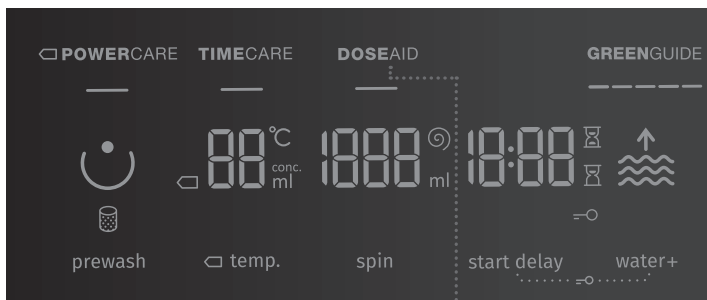 POWERCARE TIMECARE DOSEAID GREENGUIDE
88 °C 1888 18:88
conc.
ml ml
prewash temp. spin start delay water+